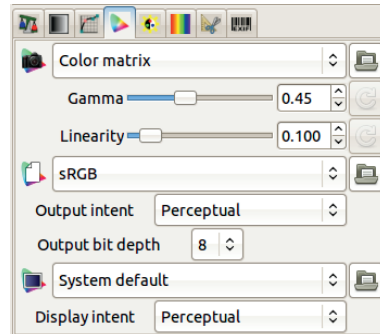 EXIF
Color matrix
Gamma 0.45
Linearity 0.100
sRGB
Output intent Perceptual
Output bit depth 8
System default
Display intent Perceptual